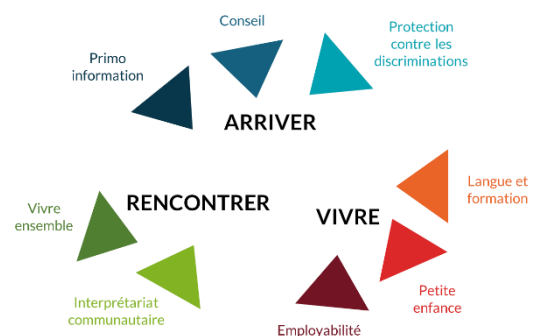 Conseil
Primo
information
Protection
contre les
discriminations
ARRIVER
Langue et
formation
RENCONTRER
VIVRE
Vivre
ensemble
Interprétariat
communautaire
Petite
enfance
Employabilité